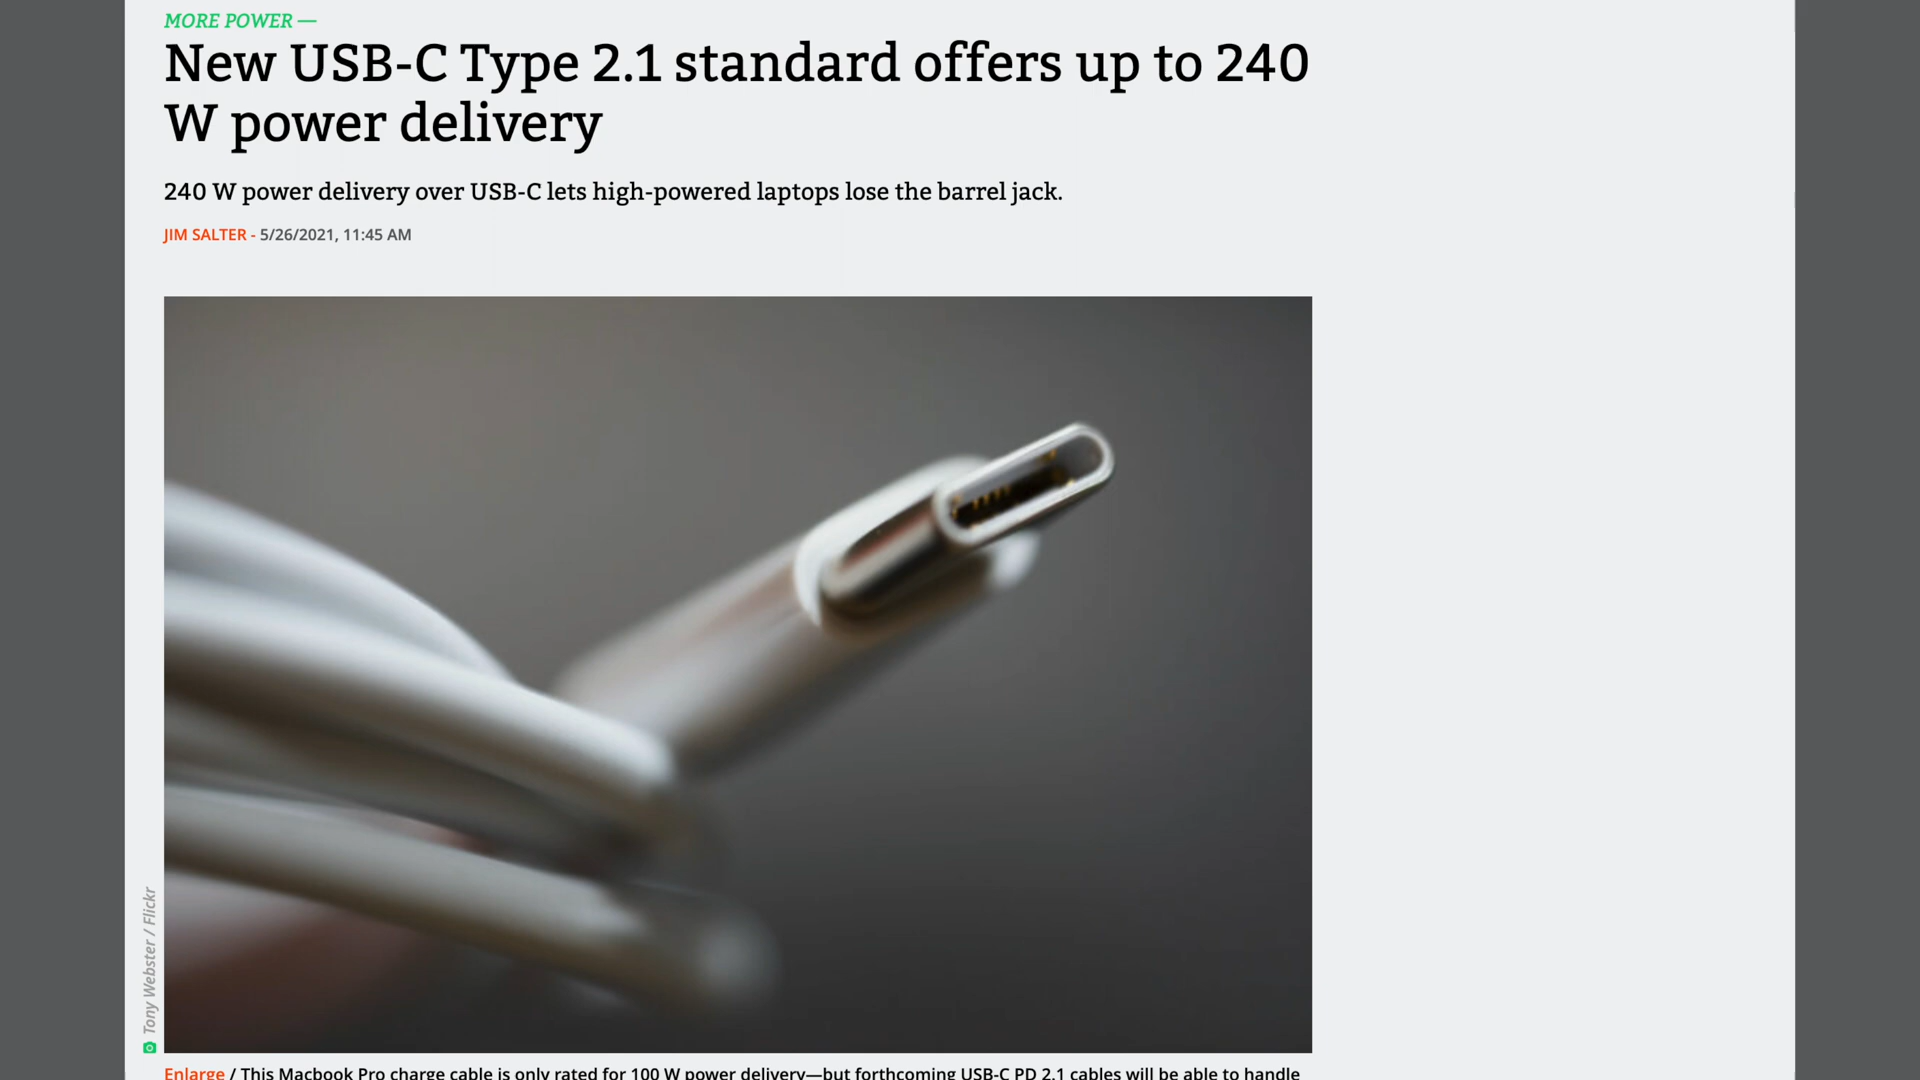 MORE POWER —
New USB-C Type 2.1 standard offers up to 240
W power delivery
240 W power delivery over USB-C lets high-powered laptops lose the barrel jack.
JIM SALTER - 5/26/2021, 11:45 AM
Tony Webster / Flickr
Enlarge / This Macbook Pro charge cable is only rated for 100 W power delivery—but forthcoming USB-C PD 2.1 cables will be able to handle